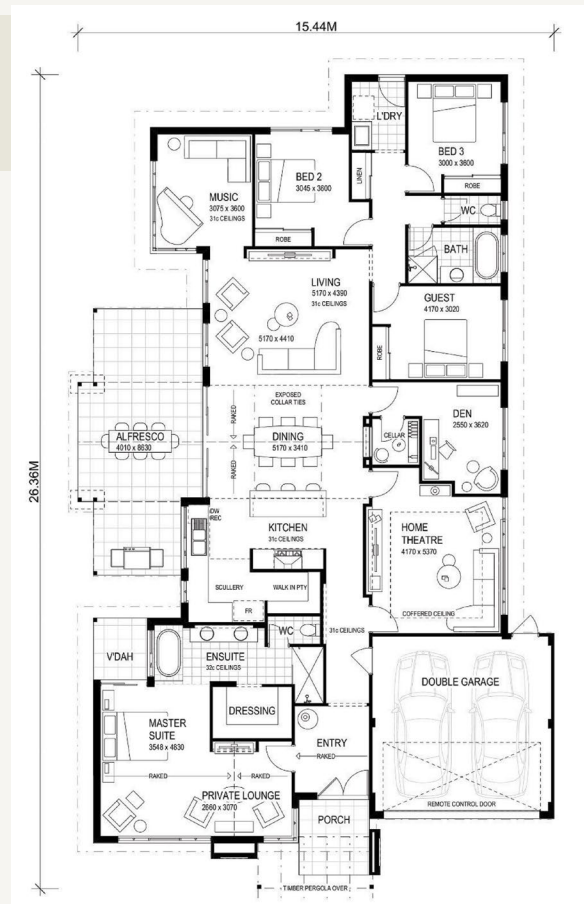 15.44M
26.36M
L'DRY
BED 3
3000 x 3600
ROBE
LINEN
BED 2
3045 x 3600
ROBE
MUSIC
3075 x 3600
31c CEILINGS
WC
BATH
LIVING
5170 x 4390
31c CEILINGS
5170 x 4410
GUEST
4170 x 3020
ROBE
EXPOSED
COLLAR TIES
RAKED
RAKED
DINING
5170 x 3410
ALFRESCO
4010 x 8630
CELLAR
DEN
2550 x 3620
KITCHEN
31c CEILINGS
DW
REC
HOME
THEATRE
4170 x 5370
COFFERED CEILING
SCULLERY
WALK IN PTY
FR
31c CEILINGS
WC
V'DAH
ENSUITE
32c CEILINGS
DRESSING
DOUBLE GARAGE
REMOTE CONTROL DOOR
MASTER
SUITE
3548 x 4830
RAKED
RAKED
ENTRY
RAKED
PRIVATE LOUNGE
2660 x 3070
PORCH
TIMBER PERGOLA OVER